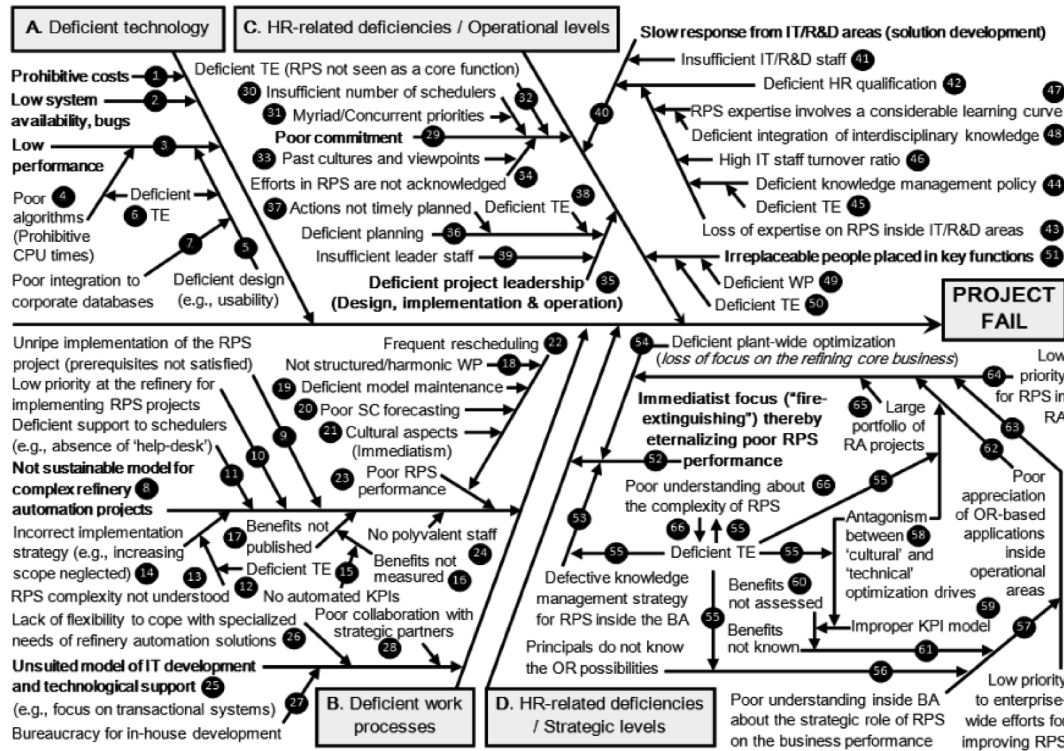 A. Deficient technology
Prohibitive costs 1
Low system 2
availability, bugs
Low 3
performance
Poor 4
algorithms
(Prohibitive
CPU times)
Deficient
6 TE
7
Poor integration to
corporate databases
5
Deficient design
(e.g., usability)
C. HR-related deficiencies / Operational levels
Deficient TE (RPS not seen as a core function)
30 Insufficient number of schedulers 32
31 Myriad/Concurrent priorities
Poor commitment 29
33 Past cultures and viewpoints
Efforts in RPS are not acknowledged 34
37 Actions not timely planned
38
Deficient TE
Deficient planning 36
Insufficient leader staff 39
Deficient project leadership 35
(Design, implementation & operation)
Slow response from IT/R&D areas (solution development)
40
Insufficient IT/R&D staff 41
Deficient HR qualification 42
47
RPS expertise involves a considerable learning curve
Deficient integration of interdisciplinary knowledge 48
High IT staff turnover ratio 46
Deficient knowledge management policy 44
Deficient TE 45
Loss of expertise on RPS inside IT/R&D areas 43
Irreplaceable people placed in key functions 51
Deficient WP 49
Deficient TE 50
PROJECT
FAIL
Unripe implementation of the RPS
project (prerequisites not satisfied)
9
Low priority at the refinery for
implementing RPS projects
10
Deficient support to schedulers
(e.g., absence of ‘help-desk’)
11
Not sustainable model for
complex refinery 8
automation projects
Incorrect implementation
strategy (e.g., increasing
scope neglected) 14
RPS complexity not understood
13
12
17 Benefits not
published
Deficient TE
15
No automated KPIs
Benefits not
measured 16
No polyvalent staff
24
Frequent rescheduling 22
Not structured/harmonic WP 18
19 Deficient model maintenance
20 Poor SC forecasting
21 Cultural aspects
(Immediatism)
23 Poor RPS
performance
Lack of flexibility to cope with specialized
needs of refinery automation solutions
26
Poor collaboration with
strategic partners
28
Unsuited model of IT development
and technological support 25
(e.g., focus on transactional systems)
27
Bureaucracy for in-house development
B. Deficient work
processes
54 Deficient plant-wide optimization
(loss of focus on the refining core business)
Immediatist focus (“fire-
extinguishing”) thereby
eternalizing poor RPS
52 performance
53
Low 64
priority
for RPS in
RA
65 Large
portfolio of
RA projects
63
62
Poor
appreciation
of OR-based
applications
inside
operational
areas
Poor understanding about 66
the complexity of RPS
66 55
55
55 Deficient TE 55
Defective knowledge
management strategy
for RPS inside the BA
55
Antagonism
between 58
‘cultural’ and
‘technical’
optimization drives
Benefits 60
not assessed
59
Improper KPI model
Benefits
not known 61
57
Principals do not know
the OR possibilities
56
Poor understanding inside BA
about the strategic role of RPS
on the business performance
Low priority
to enterprise
wide efforts for
improving RPS
D. HR-related deficiencies
/ Strategic levels